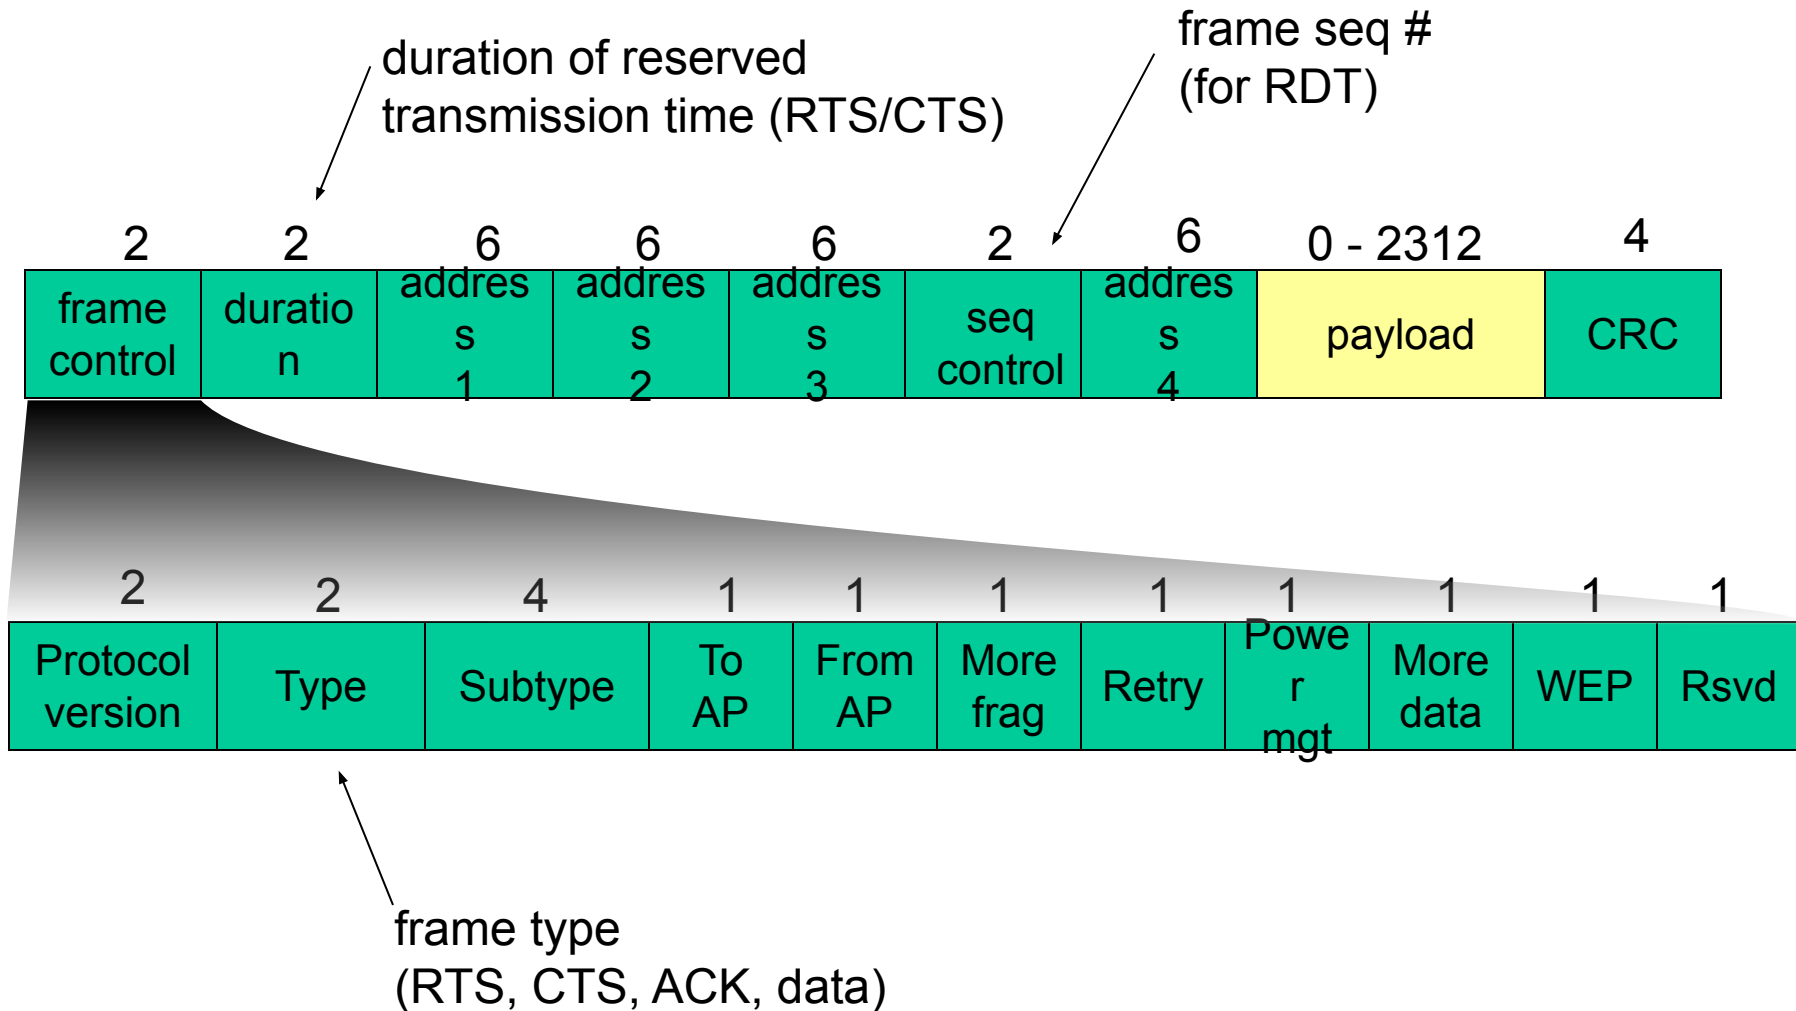 duration of reserved
transmission time (RTS/CTS)
frame seq #
(for RDT)
2 2 6 6 6 2 6 0 - 2312 4
frame
control
duratio
n
addres
s
1
addres
s
2
addres
s
3
seq
control
addres
s
4
payload
CRC
2 2 4 1 1 1 1 1 1 1 1
Protocol
version
Type
Subtype
To
AP
From
AP
More
frag
Retry
Powe
r
mgt
More
data
WEP
Rsvd
frame type
(RTS, CTS, ACK, data)